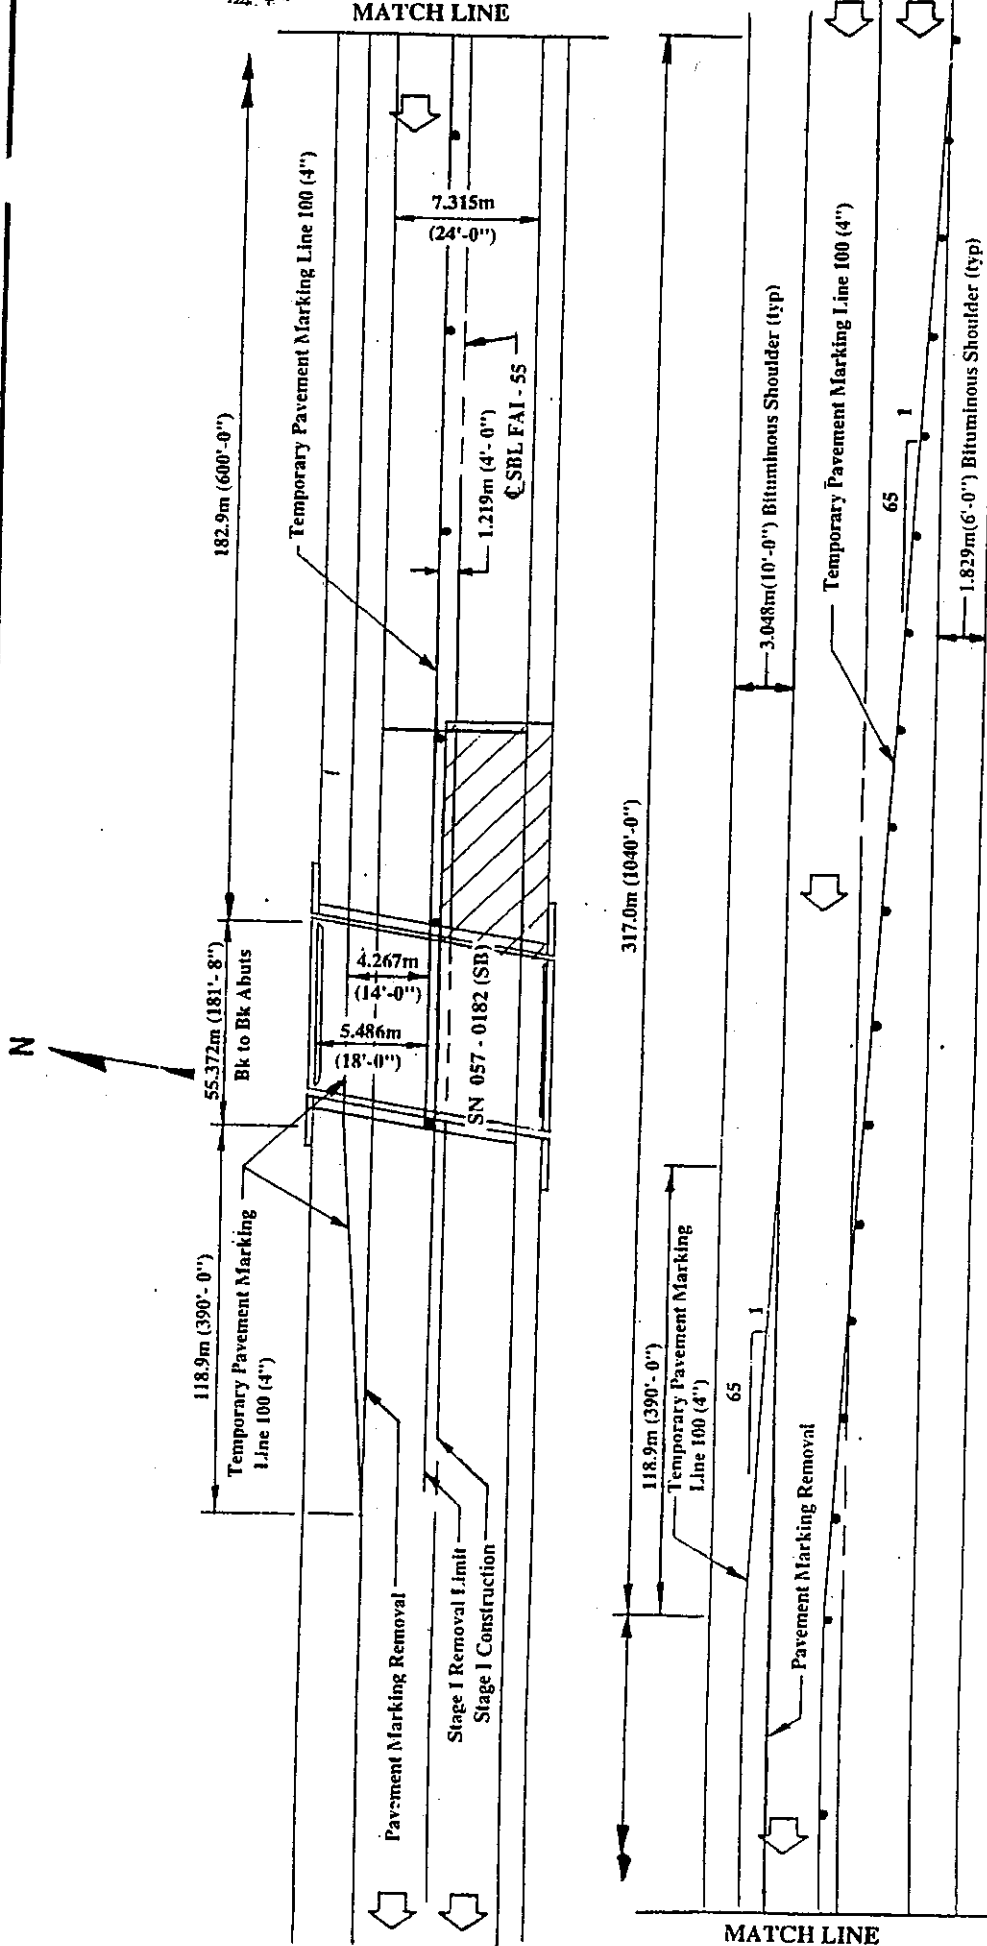 MATCH LINE
7.315m
(24'-0")
Temporary Pavement Marking Line 100 (4")
182.9m (600'-0")
1.219m (4'- 0")
℄ SBL FAI - 55
N
55.372m (181'- 8")
Bk to Bk Abuts
4.267m
(14'-0")
5.486m
(18'-0")
SN 057 - 0182 (SB)
118.9m (390'- 0")
Temporary Pavement Marking
Line 100 (4")
Pavement Marking Removal
Stage I Removal Limit
Stage I Construction
Temporary Pavement Marking Line 100 (4")
1
65
1.829m(6'-0") Bituminous Shoulder (typ)
3.048m(10'-0") Bituminous Shoulder (typ)
317.0m (1040'-0")
118.9m (390'- 0")
Temporary Pavement Marking
Line 100 (4")
1
65
Pavement Marking Removal
MATCH LINE